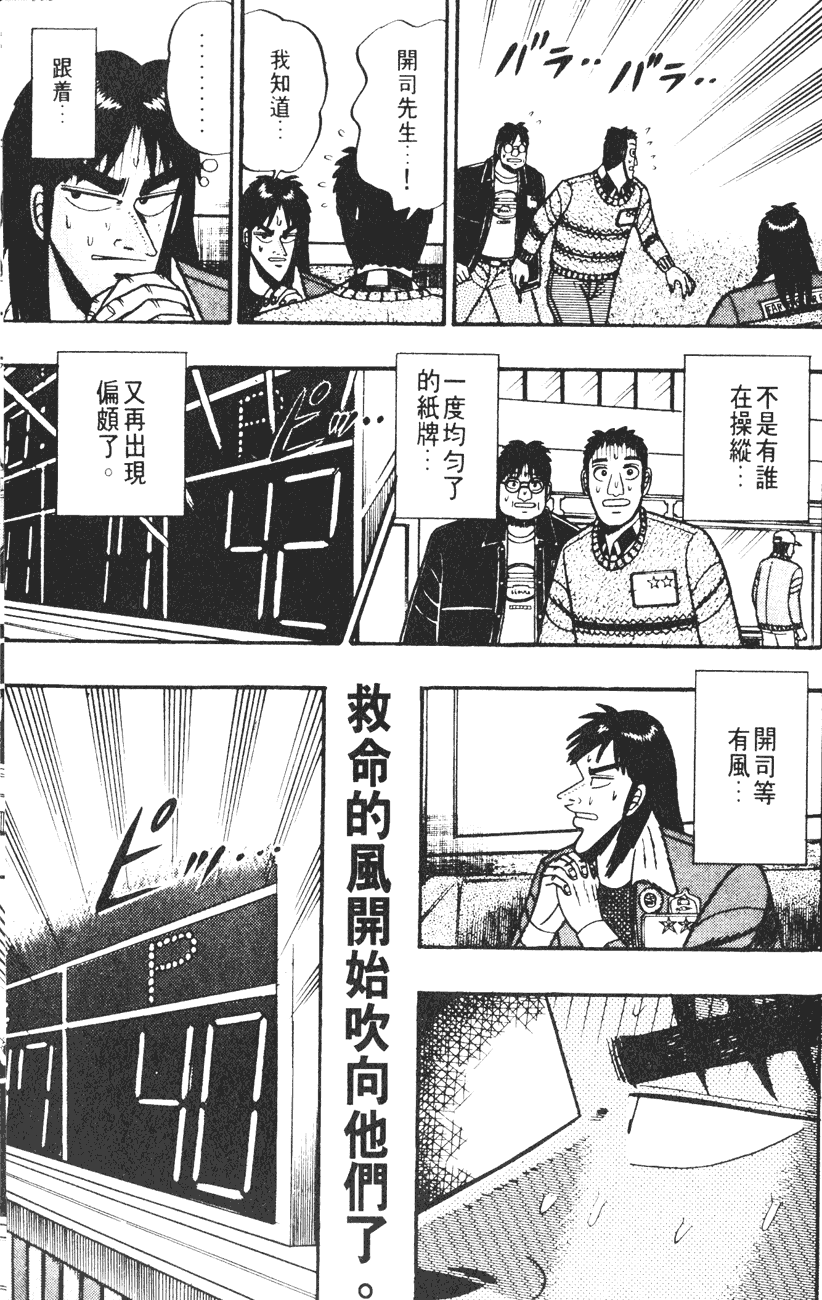 バラ‥
バラ‥
開司先生…！
我知道…
………
跟着…
不是有誰
在操縱…
一度均勻了
的紙牌…
ピッ…
P
42
又再出現
偏頗了。
開司等
有風…
救命的風開始吹向他們了。
ピッ…
P
40